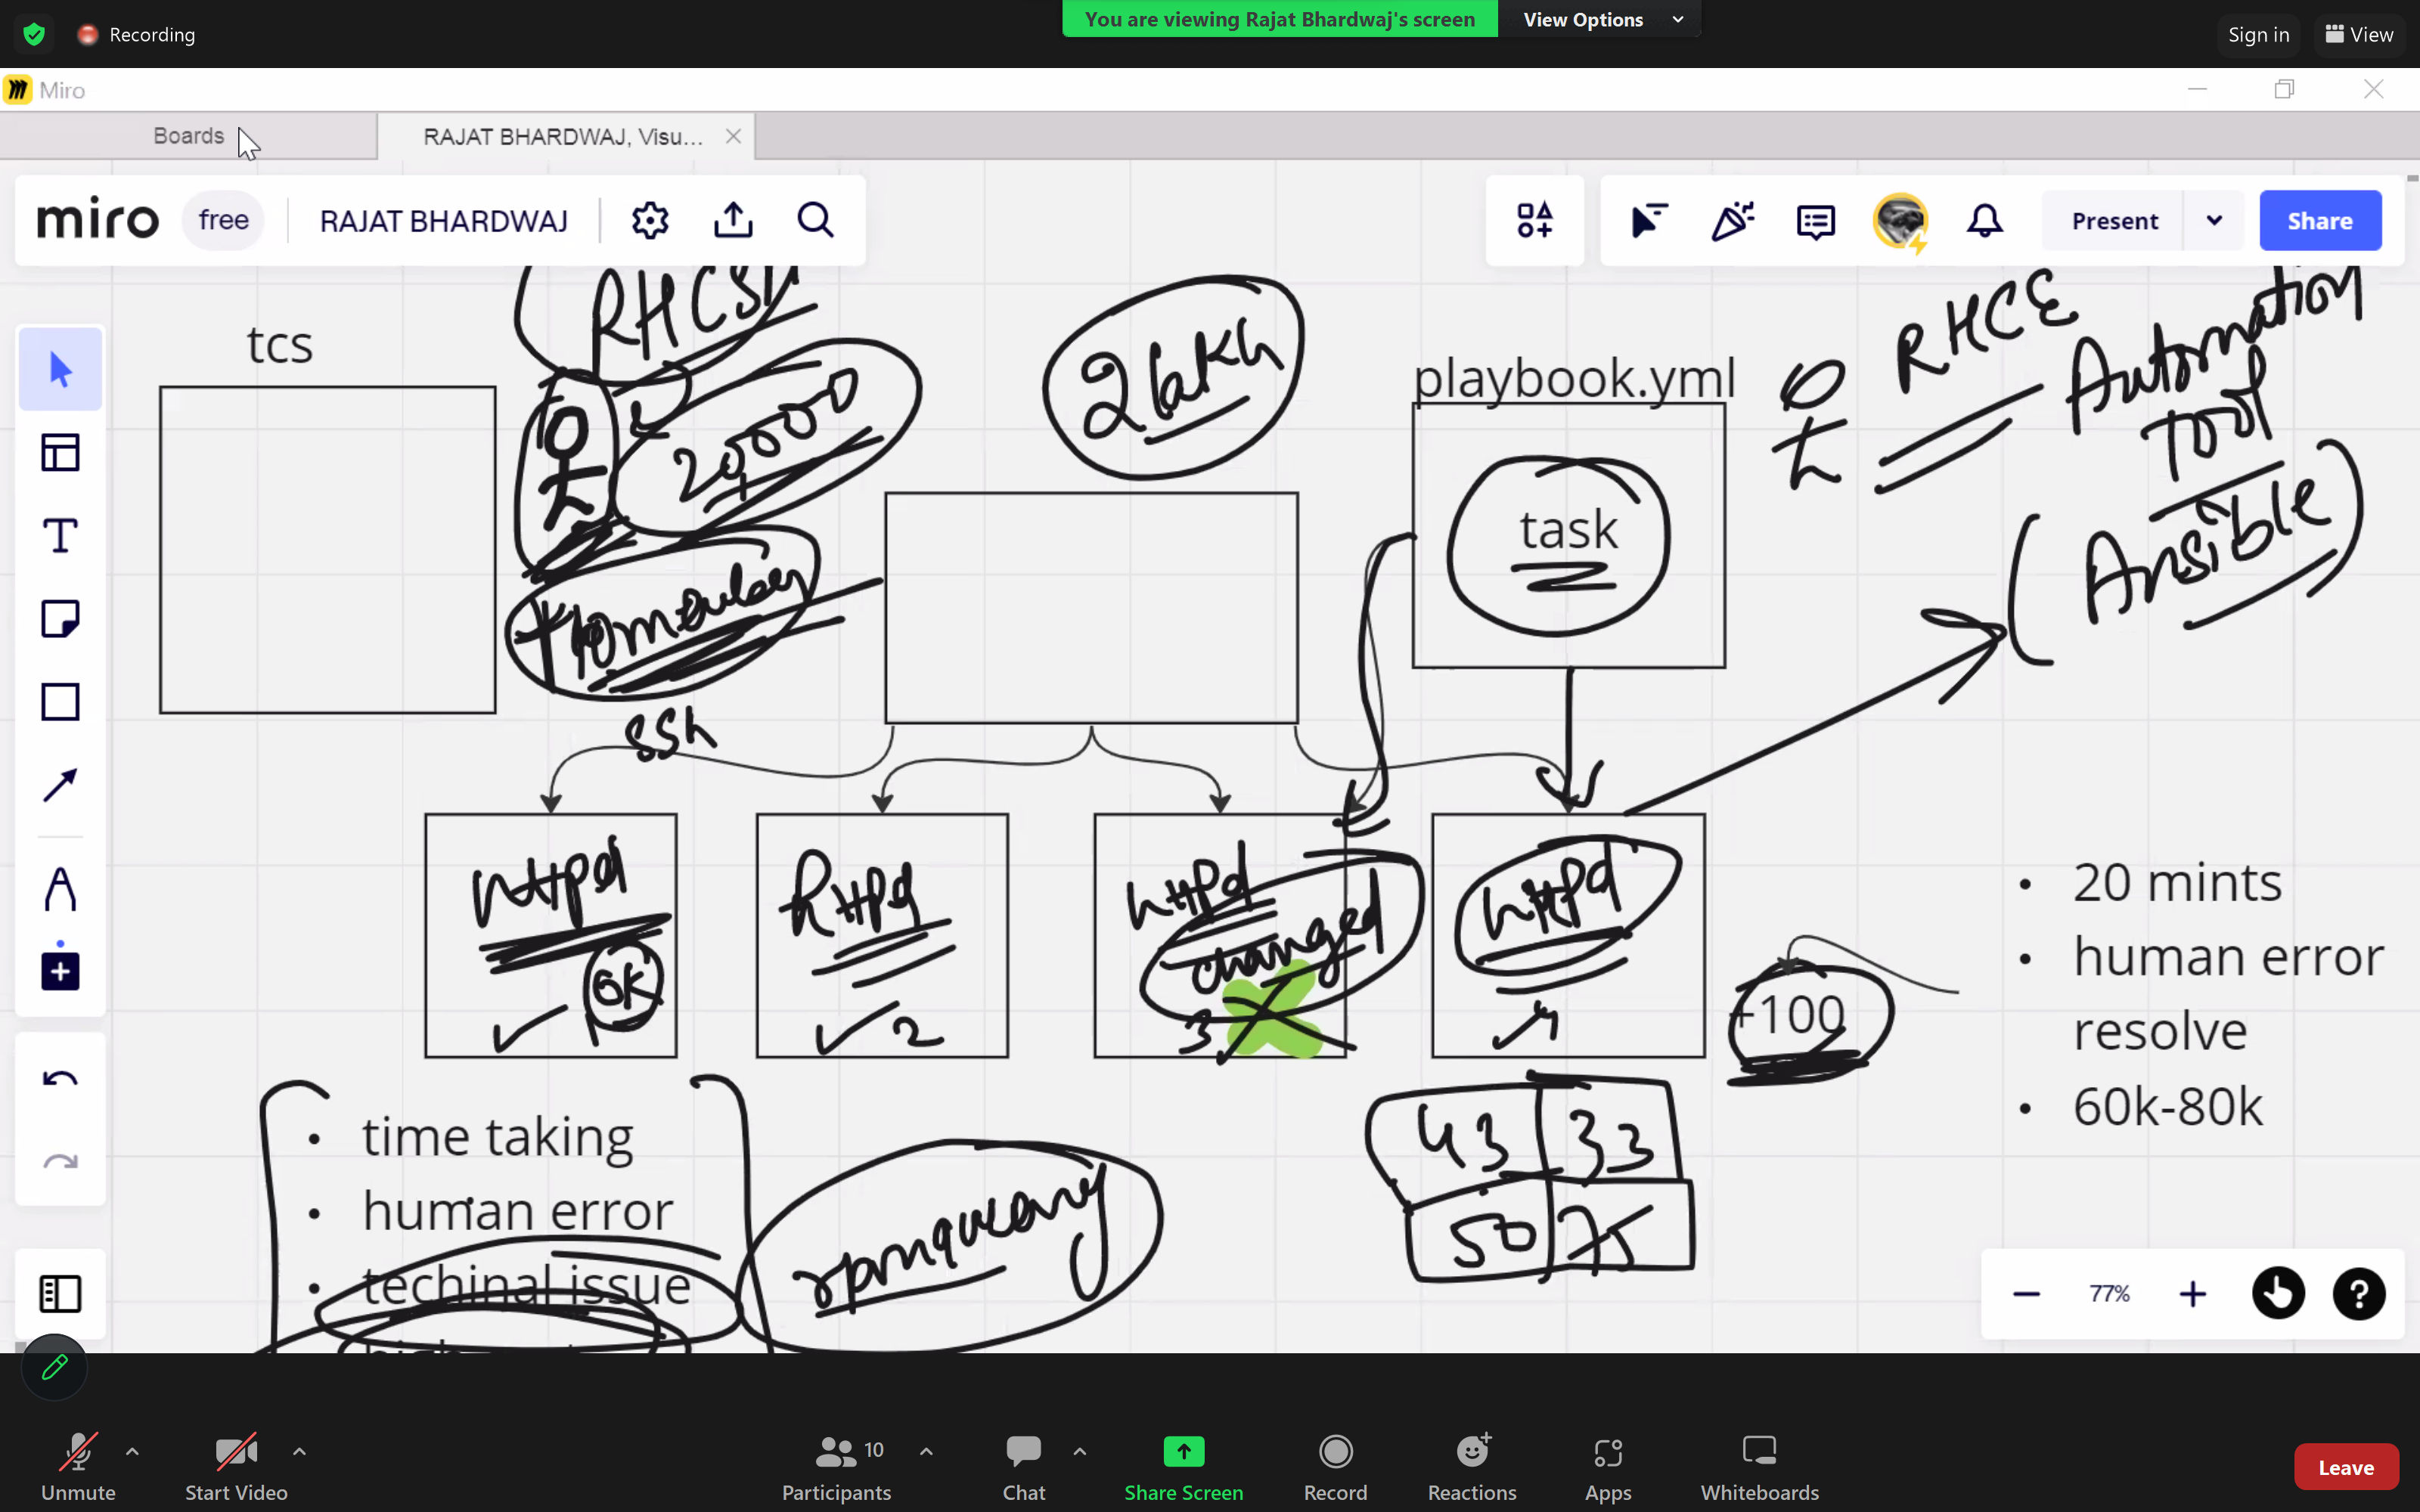 Recording
You are viewing Rajat Bhardwaj's screen
View Options
Sign in
View
Miro
Boards
RAJAT BHARDWAJ, Visu...
miro
free
RAJAT BHARDWAJ
Present
Share
RHCSA
RHCE
Automation
Tool
(Ansible)
tcs
20000
2 lakh
playbook.yml
task
ssh
httpd
OK
httpd
2
httpd
changed
3
httpd
4
+100
• 20 mints
• human error
resolve
• 60k-80k
• time taking
• human error
• techinal issue
rpmquery
43 33
50 75
77%
Unmute
Start Video
10
Participants
Chat
Share Screen
Record
Reactions
Apps
Whiteboards
Leave